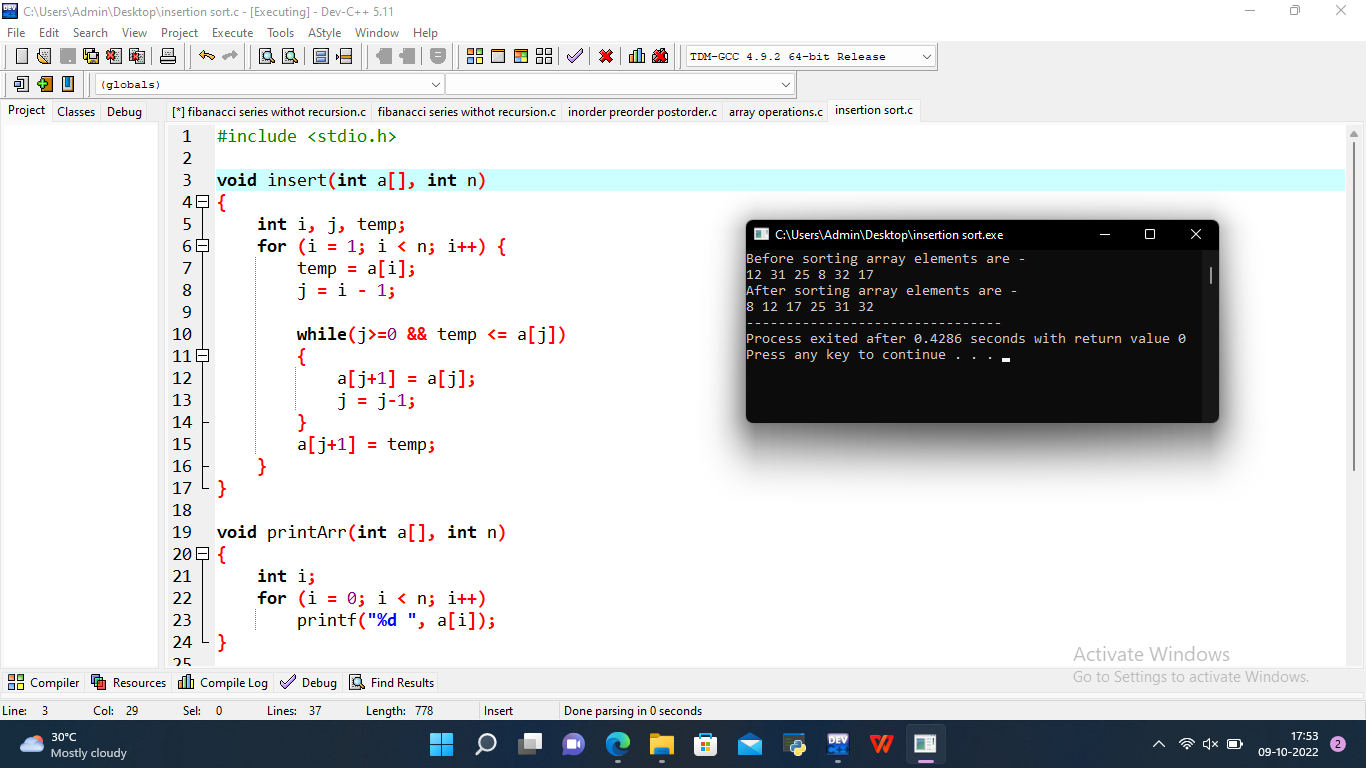 C:\Users\Admin\Desktop\insertion sort.c - [Executing] - Dev-C++ 5.11
File Edit Search View Project Execute Tools AStyle Window Help
TDM-GCC 4.9.2 64-bit Release
(globals)
Project Classes Debug [*] fibanacci series withot recursion.c fibanacci series withot recursion.c inorder preorder postorder.c array operations.c insertion sort.c
1 #include <stdio.h>
2
3 void insert(int a[], int n)
4 {
5 int i, j, temp;
6 for (i = 1; i < n; i++) {
7 temp = a[i];
8 j = i - 1;
9
10 while(j>=0 && temp <= a[j])
11 {
12 a[j+1] = a[j];
13 j = j-1;
14 }
15 a[j+1] = temp;
16 }
17 }
18
19 void printArr(int a[], int n)
20 {
21 int i;
22 for (i = 0; i < n; i++)
23 printf("%d ", a[i]);
24 }
25
C:\Users\Admin\Desktop\insertion sort.exe
Before sorting array elements are -
12 31 25 8 32 17
After sorting array elements are -
8 12 17 25 31 32
--------------------------------
Process exited after 0.4286 seconds with return value 0
Press any key to continue . . .
Activate Windows
Go to Settings to activate Windows.
Compiler Resources Compile Log Debug Find Results
Line: 3 Col: 29 Sel: 0 Lines: 37 Length: 778 Insert Done parsing in 0 seconds
30°C
Mostly cloudy
DEV
17:53
09-10-2022
2